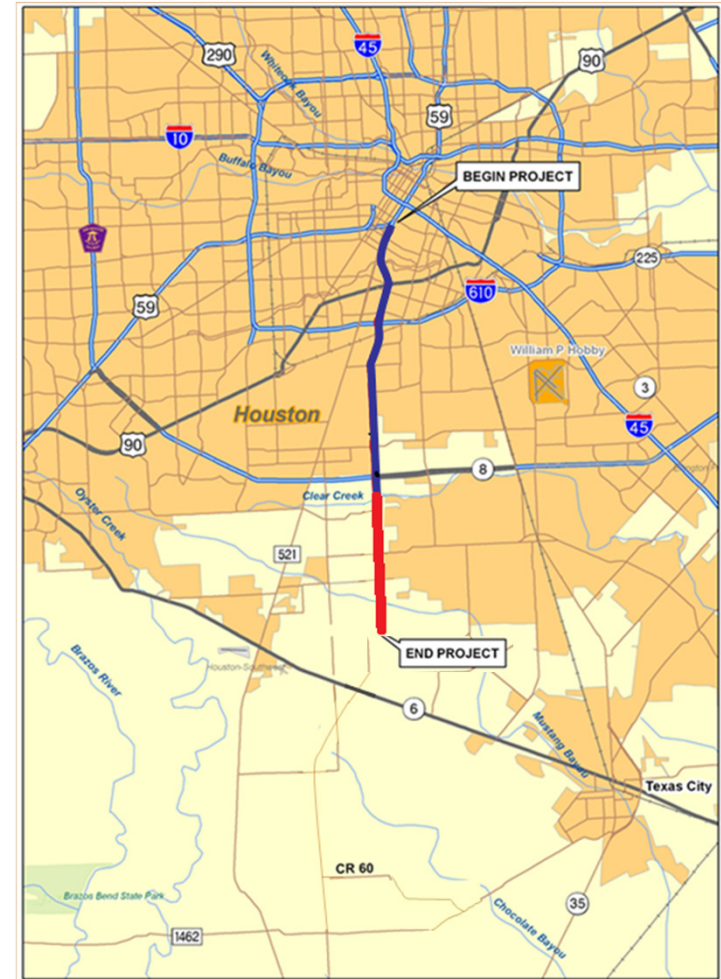 45
290
90
Whiteoak Bayou
59
10
Buffalo Bayou
BEGIN PROJECT
225
610
59
William P Hobby
3
Houston
45
90
8
Clear Creek
Oyster Creek
521
END PROJECT
Houston-Southwest
Brazos River
6
Mustang Bayou
Texas City
CR 60
Brazos Bend State Park
35
Chocolate Bayou
1462